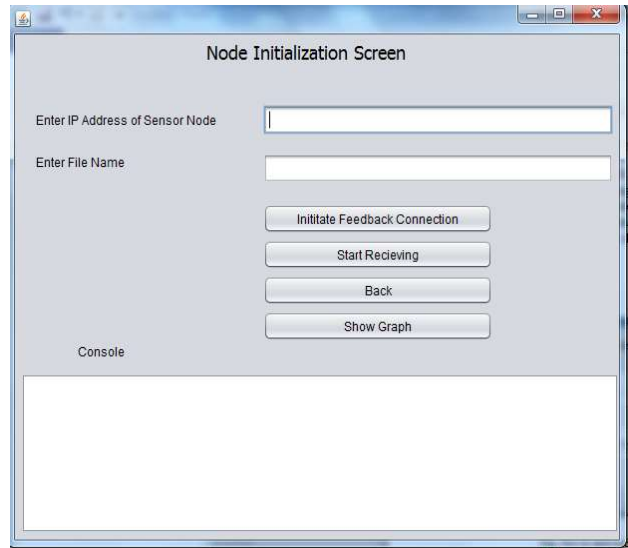 Node Initialization Screen
Enter IP Address of Sensor Node
Enter File Name
Inititate Feedback Connection
Start Recieving
Back
Show Graph
Console